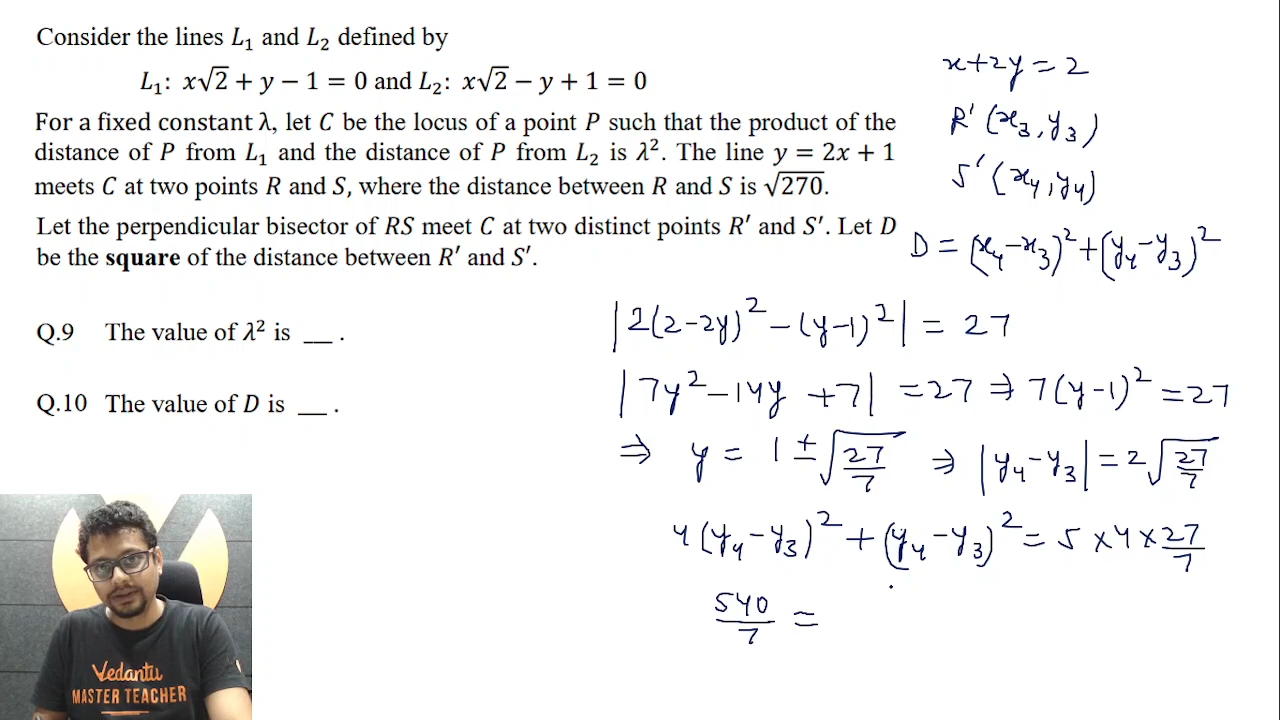 Consider the lines L₁ and L₂ defined by
L₁: x√2 + y − 1 = 0 and L₂: x√2 − y + 1 = 0
For a fixed constant λ, let C be the locus of a point P such that the product of the
distance of P from L₁ and the distance of P from L₂ is λ². The line y = 2x + 1
meets C at two points R and S, where the distance between R and S is √270.
Let the perpendicular bisector of RS meet C at two distinct points R′ and S′. Let D
be the square of the distance between R′ and S′.
Q.9 The value of λ² is __ .
Q.10 The value of D is __ .
x+2y = 2
R′ (x₃, y₃)
S′ (x₄, y₄)
D = (x₄−x₃)² + (y₄−y₃)²
|2(2−2y)² − (y−1)²| = 27
|7y² − 14y + 7| = 27 ⇒ 7(y−1)² = 27
⇒ y = 1 ± √(27/7) ⇒ |y₄−y₃| = 2√(27/7)
4(y₄−y₃)² + (y₄−y₃)² = 5×4×27/7
540/7 =
Vedantu
MASTER TEACHER